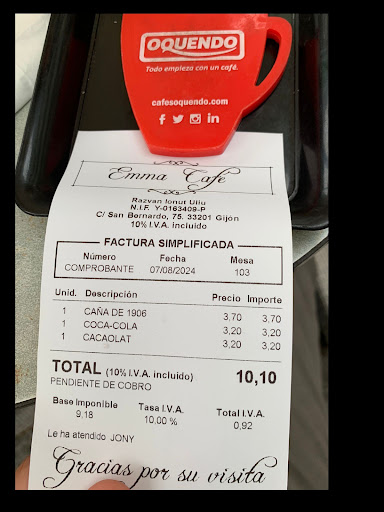 OQUENDO
Todo empieza con un café.
cafesoquendo.com
Emma Café
Razvan Ionut Uliu
N.I.F. Y-0163409-P
C/ San Bernardo, 75. 33201 Gijón
10% I.V.A. incluido
FACTURA SIMPLIFICADA
Número Fecha Mesa
COMPROBANTE 07/08/2024 103
Unid. Descripción Precio Importe
1 CAÑA DE 1906 3,70 3,70
1 COCA-COLA 3,20 3,20
1 CACAOLAT 3,20 3,20
TOTAL (10% I.V.A. incluido) 10,10
PENDIENTE DE COBRO
Base Imponible Tasa I.V.A. Total I.V.A.
9,18 10,00 % 0,92
Le ha atendido JONY
Gracias por su visita